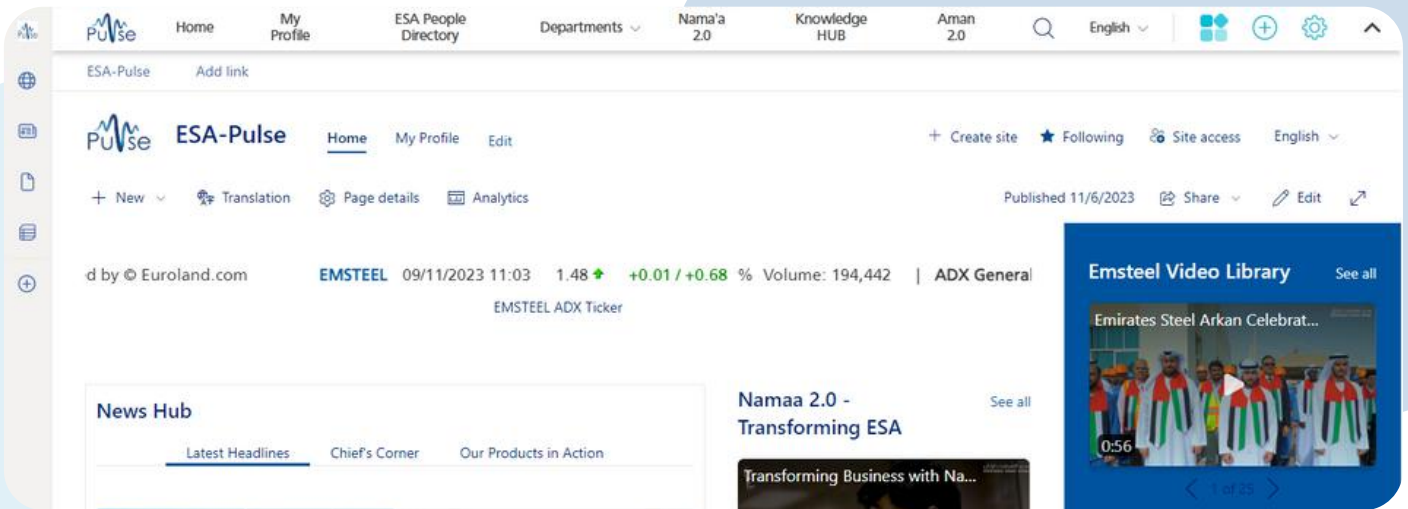 Pulse Home My Profile ESA People Directory Departments Nama'a 2.0 Knowledge HUB Aman 2.0 English
ESA-Pulse Add link
Pulse ESA-Pulse Home My Profile Edit + Create site Following Site access English
+ New Translation Page details Analytics Published 11/6/2023 Share Edit
d by © Euroland.com EMSTEEL 09/11/2023 11:03 1.48 +0.01 / +0.68 % Volume: 194,442 | ADX General
EMSTEEL ADX Ticker
Emsteel Video Library See all
Emirates Steel Arkan Celebrat...
0:56
1 of 25
News Hub
Latest Headlines Chief's Corner Our Products in Action
Namaa 2.0 - See all
Transforming ESA
Transforming Business with Na...